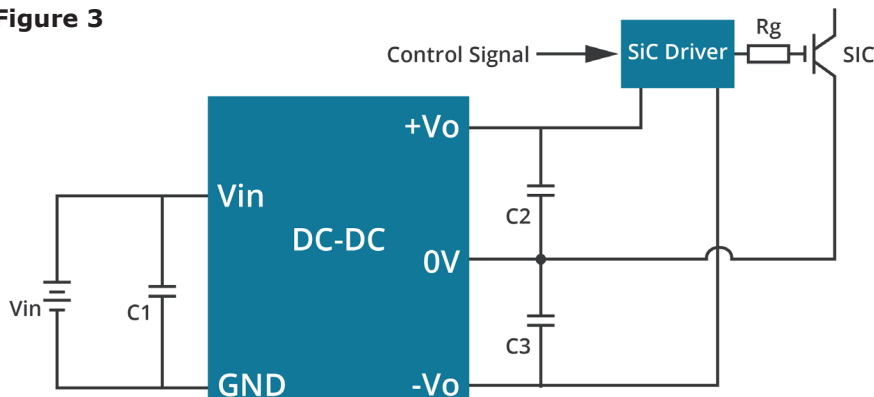 Figure 3
Control Signal
SiC Driver
Rg
SIC
+Vo
Vin
C2
DC-DC
0V
Vin
C1
C3
GND
-Vo